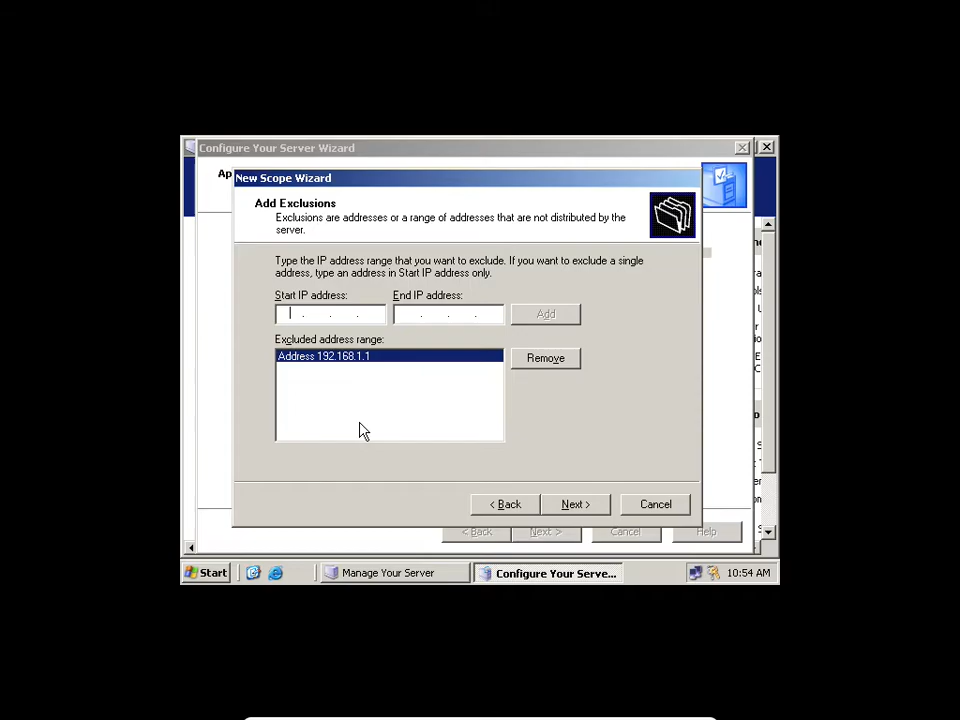 Configure Your Server Wizard
Ap
New Scope Wizard
Add Exclusions
Exclusions are addresses or a range of addresses that are not distributed by the
server.
Type the IP address range that you want to exclude. If you want to exclude a single
address, type an address in Start IP address only.
Start IP address:
End IP address:
. . .
. . .
Add
Excluded address range:
Address 192.168.1.1
Remove
< Back
Next >
Cancel
< Back
Next >
Cancel
Help
Start
Manage Your Server
Configure Your Serve...
10:54 AM